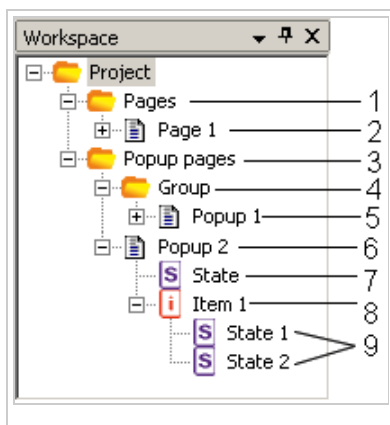 Workspace
Project
Pages 1
Page 1 2
Popup pages 3
Group 4
Popup 1 5
Popup 2 6
S State 7
i Item 1 8
S State 1
S State 2 9